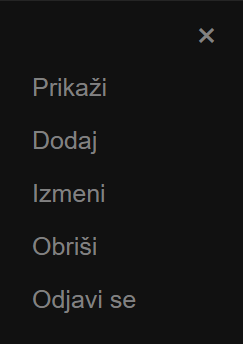 ×
Prikaži
Dodaj
Izmeni
Obriši
Odjavi se